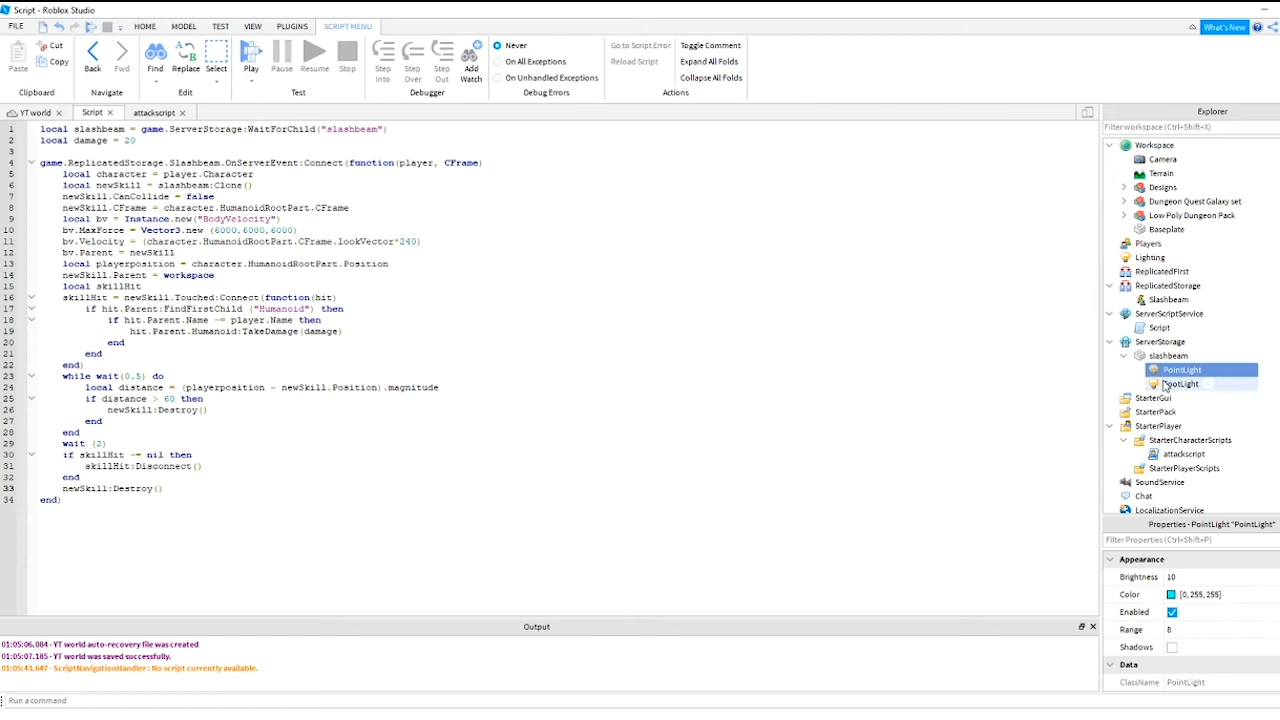 Script - Roblox Studio
FILE HOME MODEL TEST VIEW PLUGINS SCRIPT MENU What's New
Paste Cut Copy Back Fwd Find Replace Select Play Pause Resume Stop Step Into Step Over Step Out Add Watch
Never
On All Exceptions
On Unhandled Exceptions
Go to Script Error
Reload Script
Toggle Comment
Expand All Folds
Collapse All Folds
Clipboard Navigate Edit Test Debugger Debug Errors Actions
YT world Script attackscript
1 local slashbeam = game.ServerStorage:WaitForChild("slashbeam")
2 local damage = 20
3
4 game.ReplicatedStorage.Slashbeam.OnServerEvent:Connect(function(player, CFrame)
5 local character = player.Character
6 local newSkill = slashbeam:Clone()
7 newSkill.CanCollide = false
8 newSkill.CFrame = character.HumanoidRootPart.CFrame
9 local bv = Instance.new("BodyVelocity")
10 bv.MaxForce = Vector3.new (6000,6000,6000)
11 bv.Velocity = (character.HumanoidRootPart.CFrame.lookVector*240)
12 bv.Parent = newSkill
13 local playerposition = character.HumanoidRootPart.Position
14 newSkill.Parent = workspace
15 local skillHit
16 skillHit = newSkill.Touched:Connect(function(hit)
17 if hit.Parent:FindFirstChild ("Humanoid") then
18 if hit.Parent.Name ~= player.Name then
19 hit.Parent.Humanoid:TakeDamage(damage)
20 end
21 end
22 end)
23 while wait(0.5) do
24 local distance = (playerposition - newSkill.Position).magnitude
25 if distance > 60 then
26 newSkill:Destroy()
27 end
28 end
29 wait (2)
30 if skillHit ~= nil then
31 skillHit:Disconnect()
32 end
33 newSkill:Destroy()
34 end)
Output
01:05:06.084 - YT world auto-recovery file was created
01:05:07.185 - YT world was saved successfully.
01:05:43.647 - ScriptNavigationHandler : No script currently available.
Run a command
Explorer
Filter workspace (Ctrl+Shift+X)
Workspace
Camera
Terrain
Designs
Dungeon Quest Galaxy set
Low Poly Dungeon Pack
Baseplate
Players
Lighting
ReplicatedFirst
ReplicatedStorage
Slashbeam
ServerScriptService
Script
ServerStorage
slashbeam
PointLight
StarterGui
StarterPack
StarterPlayer
StarterCharacterScripts
attackscript
StarterPlayerScripts
SoundService
Chat
LocalizationService
Properties - PointLight "PointLight"
Filter Properties (Ctrl+Shift+P)
Appearance
Brightness 10
Color [0, 255, 255]
Enabled
Range 8
Shadows
Data
ClassName PointLight